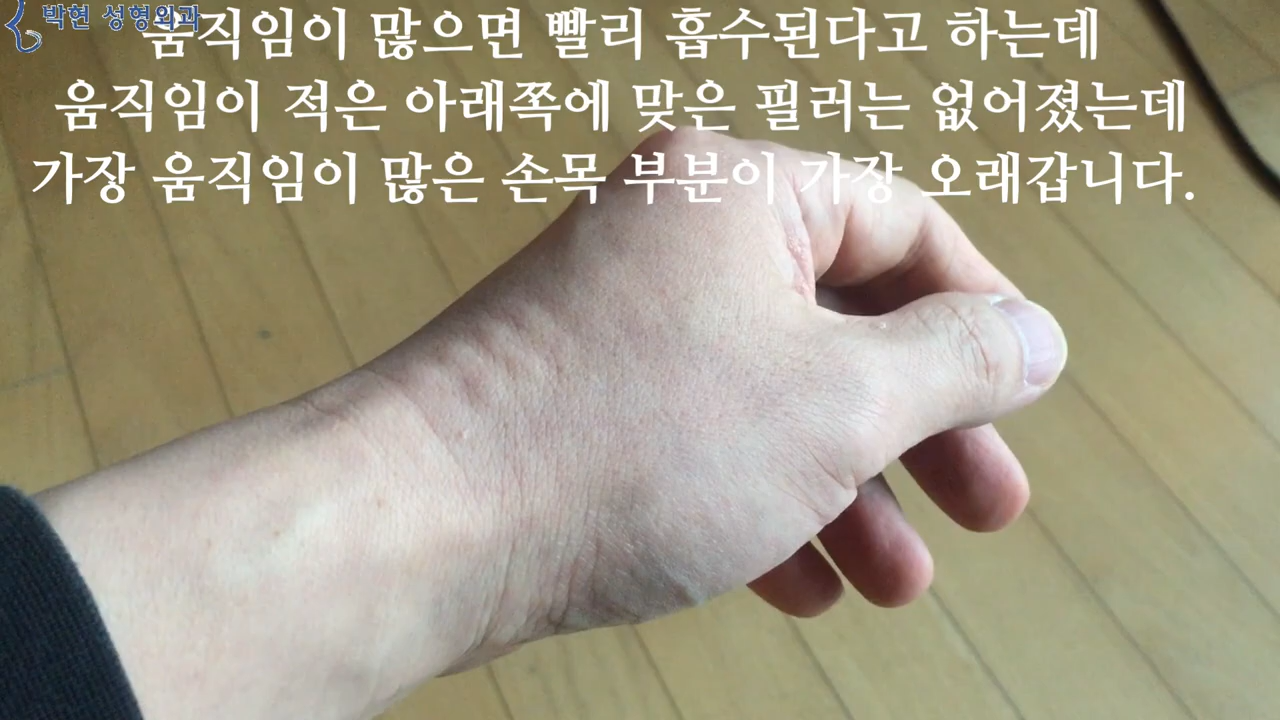 박현 성형외과
움직임이 많으면 빨리 흡수된다고 하는데
움직임이 적은 아래쪽에 맞은 필러는 없어졌는데
가장 움직임이 많은 손목 부분이 가장 오래갑니다.